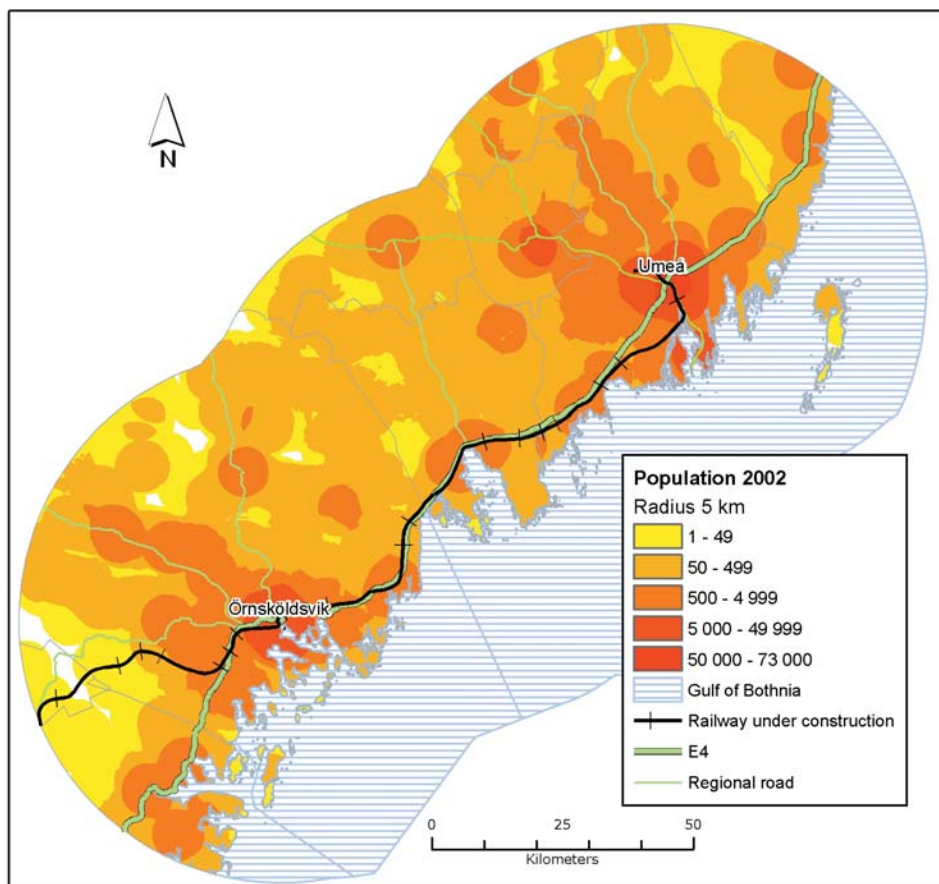 N
Umeå
Örnsköldsvik
Population 2002
Radius 5 km
1 - 49
50 - 499
500 - 4 999
5 000 - 49 999
50 000 - 73 000
Gulf of Bothnia
Railway under construction
E4
Regional road
0 25 50
Kilometers